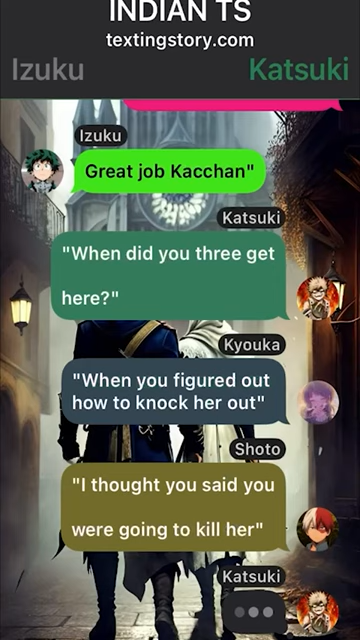 INDIAN TS
textingstory.com
Izuku Katsuki
Izuku
Great job Kacchan"
Katsuki
"When did you three get
here?"
Kyouka
"When you figured out
how to knock her out"
Shoto
"I thought you said you
were going to kill her"
Katsuki